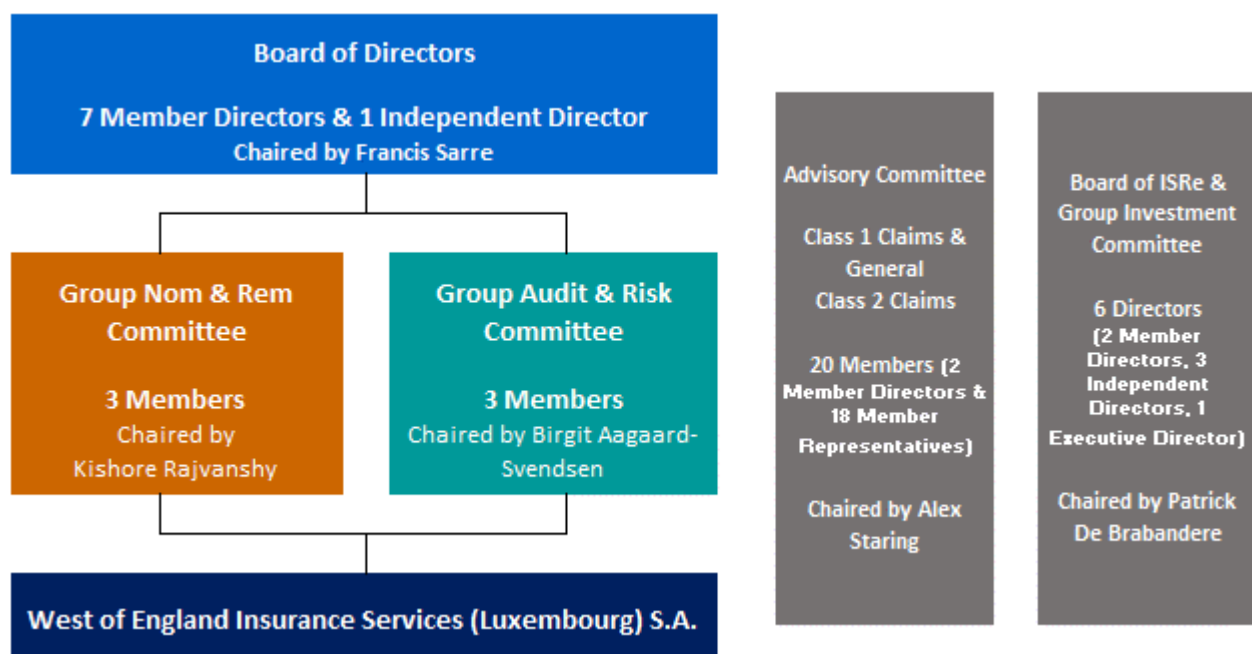 Board of Directors
7 Member Directors & 1 Independent Director
Chaired by Francis Sarre
Group Nom & Rem
Committee
3 Members
Chaired by
Kishore Rajvanshy
Group Audit & Risk
Committee
3 Members
Chaired by Birgit Aagaard-
Svendsen
West of England Insurance Services (Luxembourg) S.A.
Advisory Committee
Class 1 Claims &
General
Class 2 Claims
20 Members (2
Member Directors &
18 Member
Representatives)
Chaired by Alex
Staring
Board of ISRe &
Group Investment
Committee
6 Directors
(2 Member
Directors, 3
Independent
Directors, 1
Executive Director)
Chaired by Patrick
De Brabandere